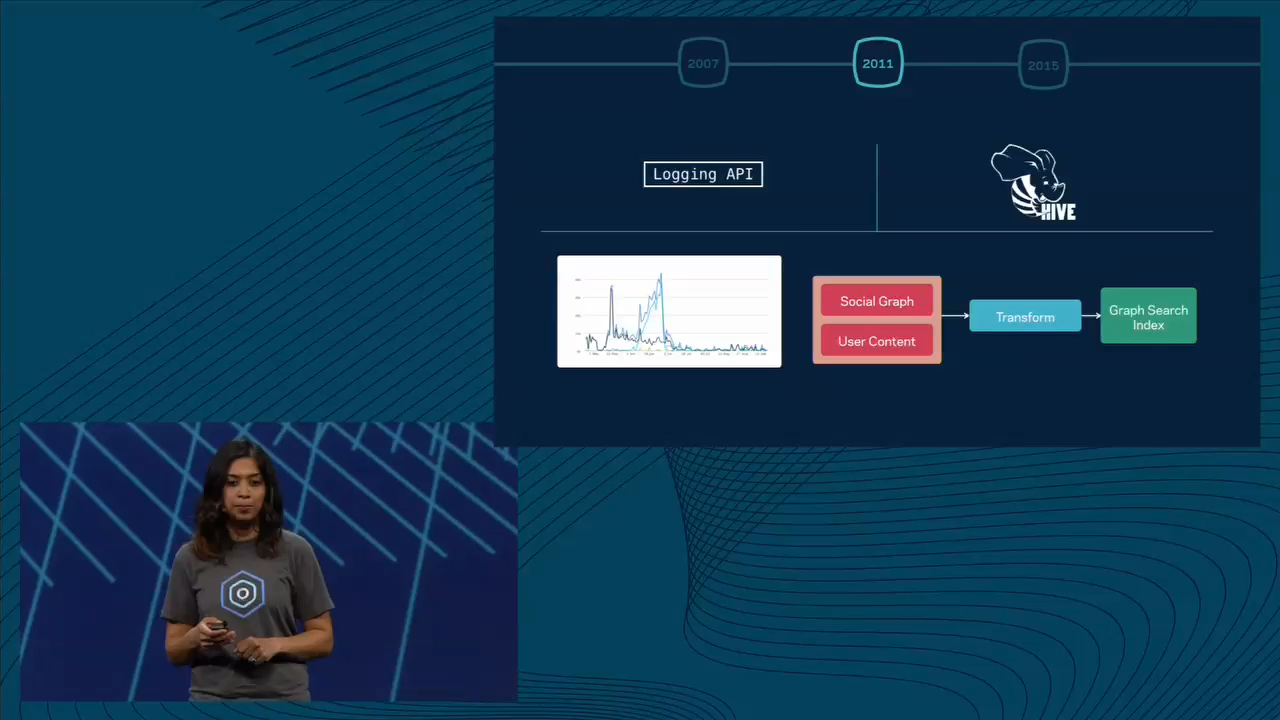 2007
2011
2015
Logging API
HIVE
Social Graph
User Content
Transform
Graph Search
Index